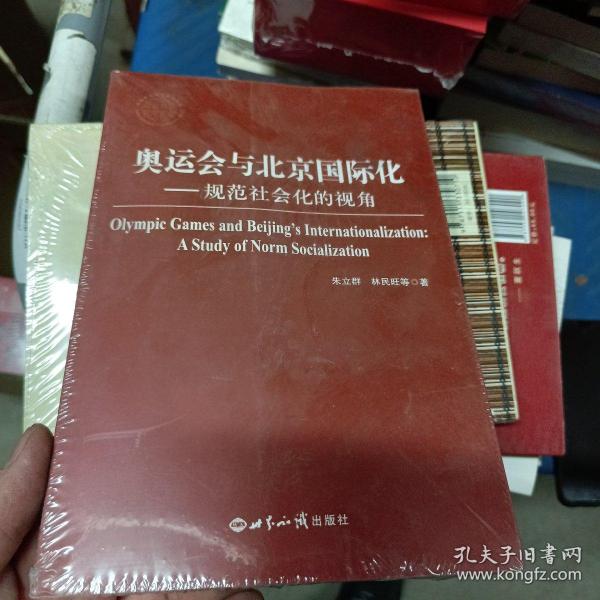 奥运会与北京国际化
——规范社会化的视角
Olympic Games and Beijing's Internationalization:
A Study of Norm Socialization
朱立群 林民旺等◎著
世界知识出版社
孔夫子旧书网
www.kongfz.com